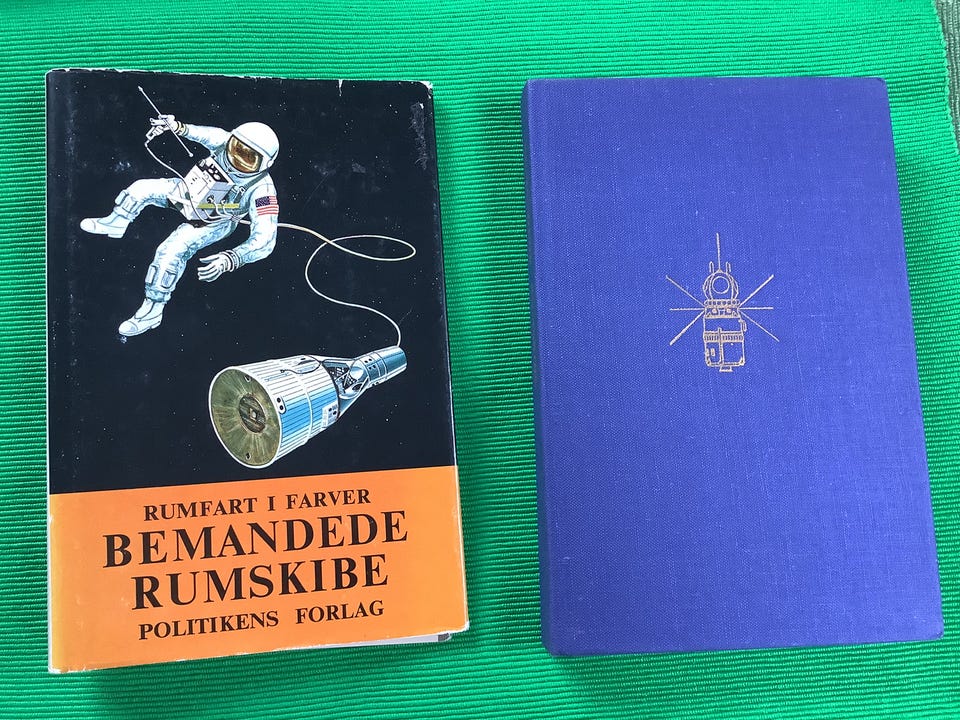 RUMFART I FARVER
BEMANDEDE
RUMSKIBE
POLITIKENS FORLAG